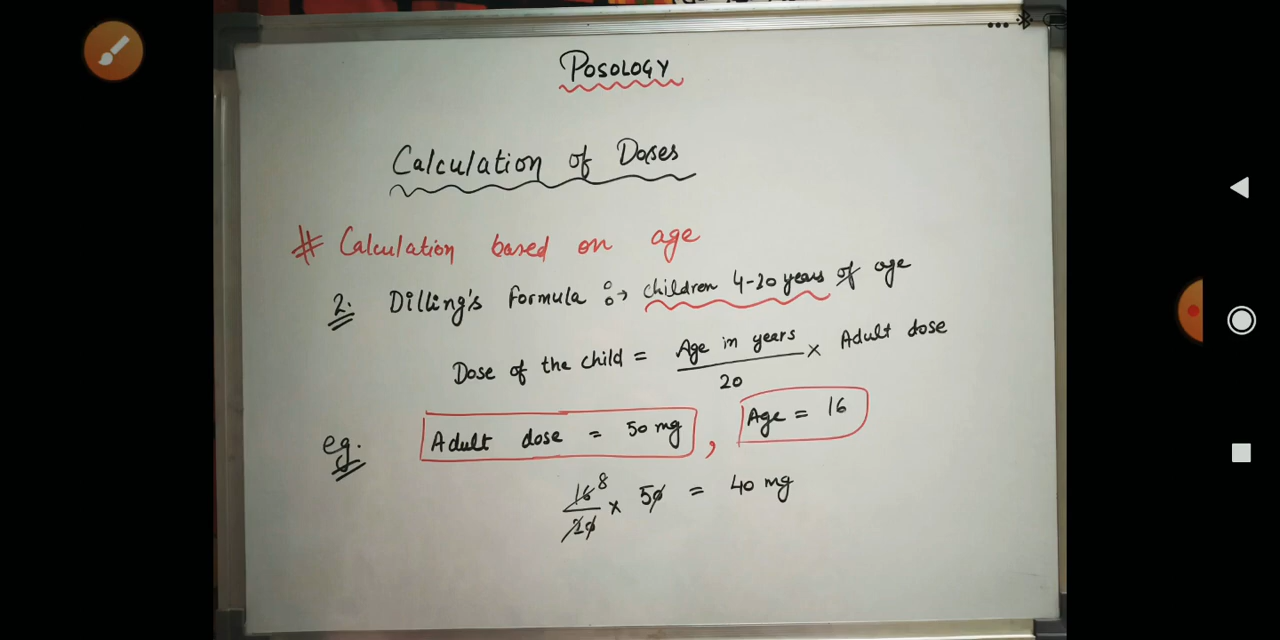 POSOLOGY
Calculation of Doses
# Calculation based on age
2. Dilling's Formula :→ children 4-20 years of age
Dose of the child = Age in years / 20 × Adult dose
eg. Adult dose = 50 mg , Age = 16
16 8 / 20 × 50 = 40 mg